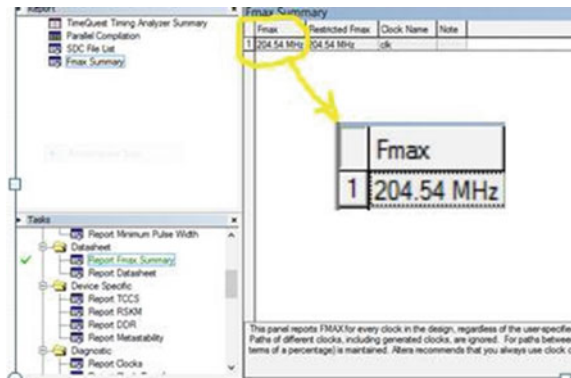 Report
TimeQuest Timing Analyzer Summary
Parallel Compilation
SDC File List
Fmax Summary
Tasks
Report Minimum Pulse Width
Datasheet
Report Fmax Summary
Report Datasheet
Device Specific
Report TCCS
Report RSKM
Report DDR
Report Metastability
Diagnostic
Report Clocks
Fmax Summary
Fmax Restricted Fmax Clock Name Note
1 204.54 MHz 204.54 MHz clk
Fmax
1 204.54 MHz
This panel reports FMAX for every clock in the design, regardless of the user-specifie
Paths of different clocks, including generated clocks, are ignored. For paths between
terms of a percentage) is maintained. Altera recommends that you always use clock c